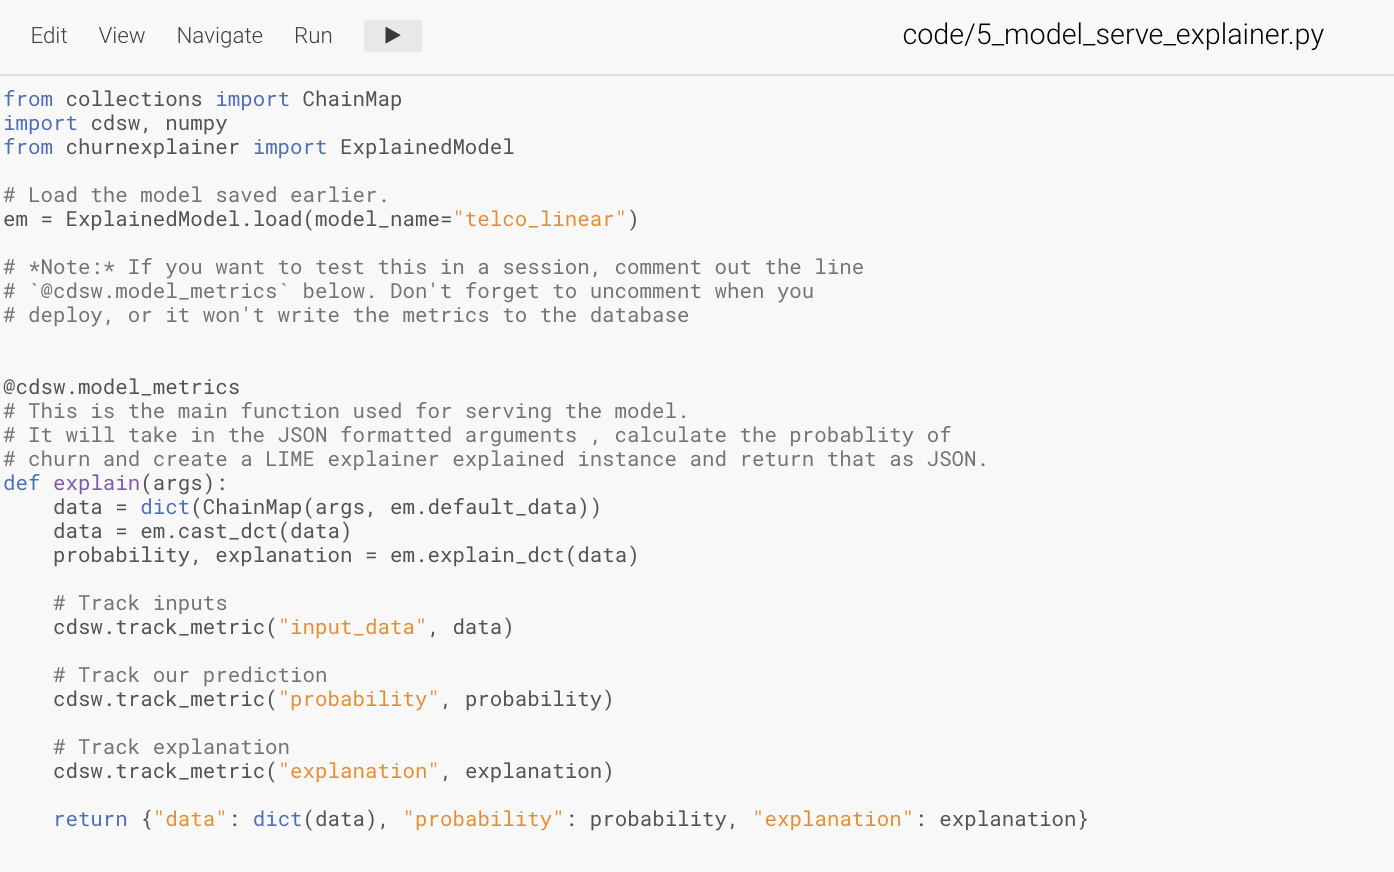 Edit View Navigate Run code/5_model_serve_explainer.py
from collections import ChainMap
import cdsw, numpy
from churnexplainer import ExplainedModel
# Load the model saved earlier.
em = ExplainedModel.load(model_name="telco_linear")
# *Note:* If you want to test this in a session, comment out the line
# `@cdsw.model_metrics` below. Don't forget to uncomment when you
# deploy, or it won't write the metrics to the database
@cdsw.model_metrics
# This is the main function used for serving the model.
# It will take in the JSON formatted arguments , calculate the probablity of
# churn and create a LIME explainer explained instance and return that as JSON.
def explain(args):
    data = dict(ChainMap(args, em.default_data))
    data = em.cast_dct(data)
    probability, explanation = em.explain_dct(data)
    # Track inputs
    cdsw.track_metric("input_data", data)
    # Track our prediction
    cdsw.track_metric("probability", probability)
    # Track explanation
    cdsw.track_metric("explanation", explanation)
    return {"data": dict(data), "probability": probability, "explanation": explanation}